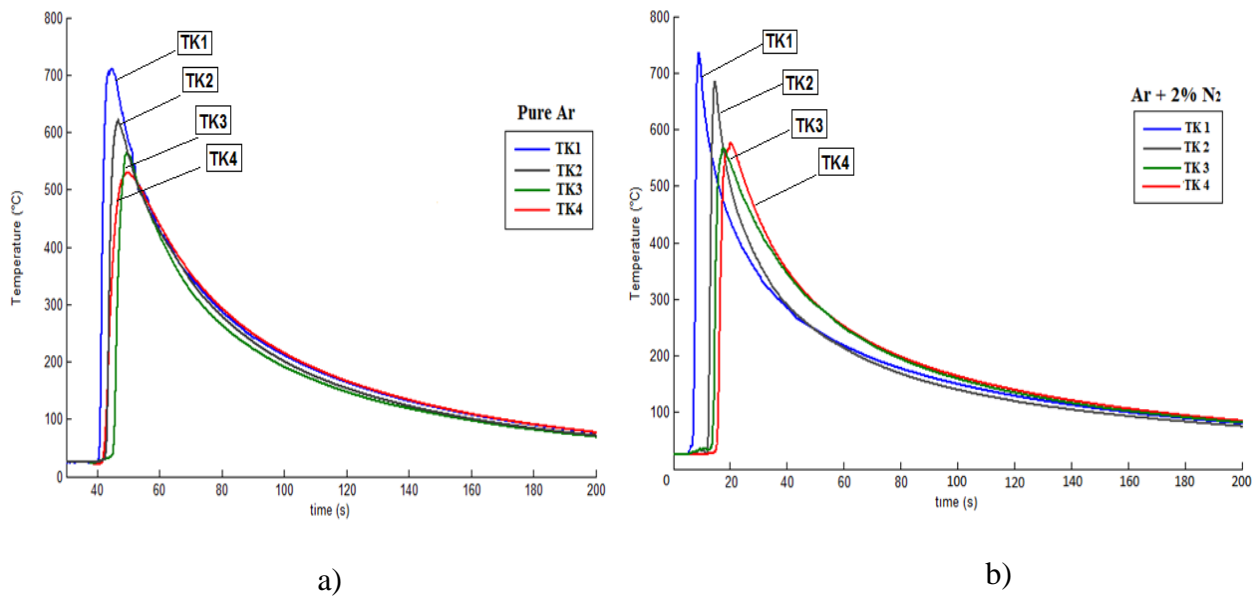 800
700
600
500
400
300
200
100
0
Temperature (°C)
40
60
80
100
120
140
160
180
200
time (s)
TK1
TK2
TK3
TK4
Pure Ar
TK1
TK2
TK3
TK4
a)
800
700
600
500
400
300
200
100
0
Temperature (°C)
20
40
60
80
100
120
140
160
180
200
time (s)
TK1
TK2
TK3
TK4
Ar + 2% N2
TK 1
TK 2
TK 3
TK 4
b)